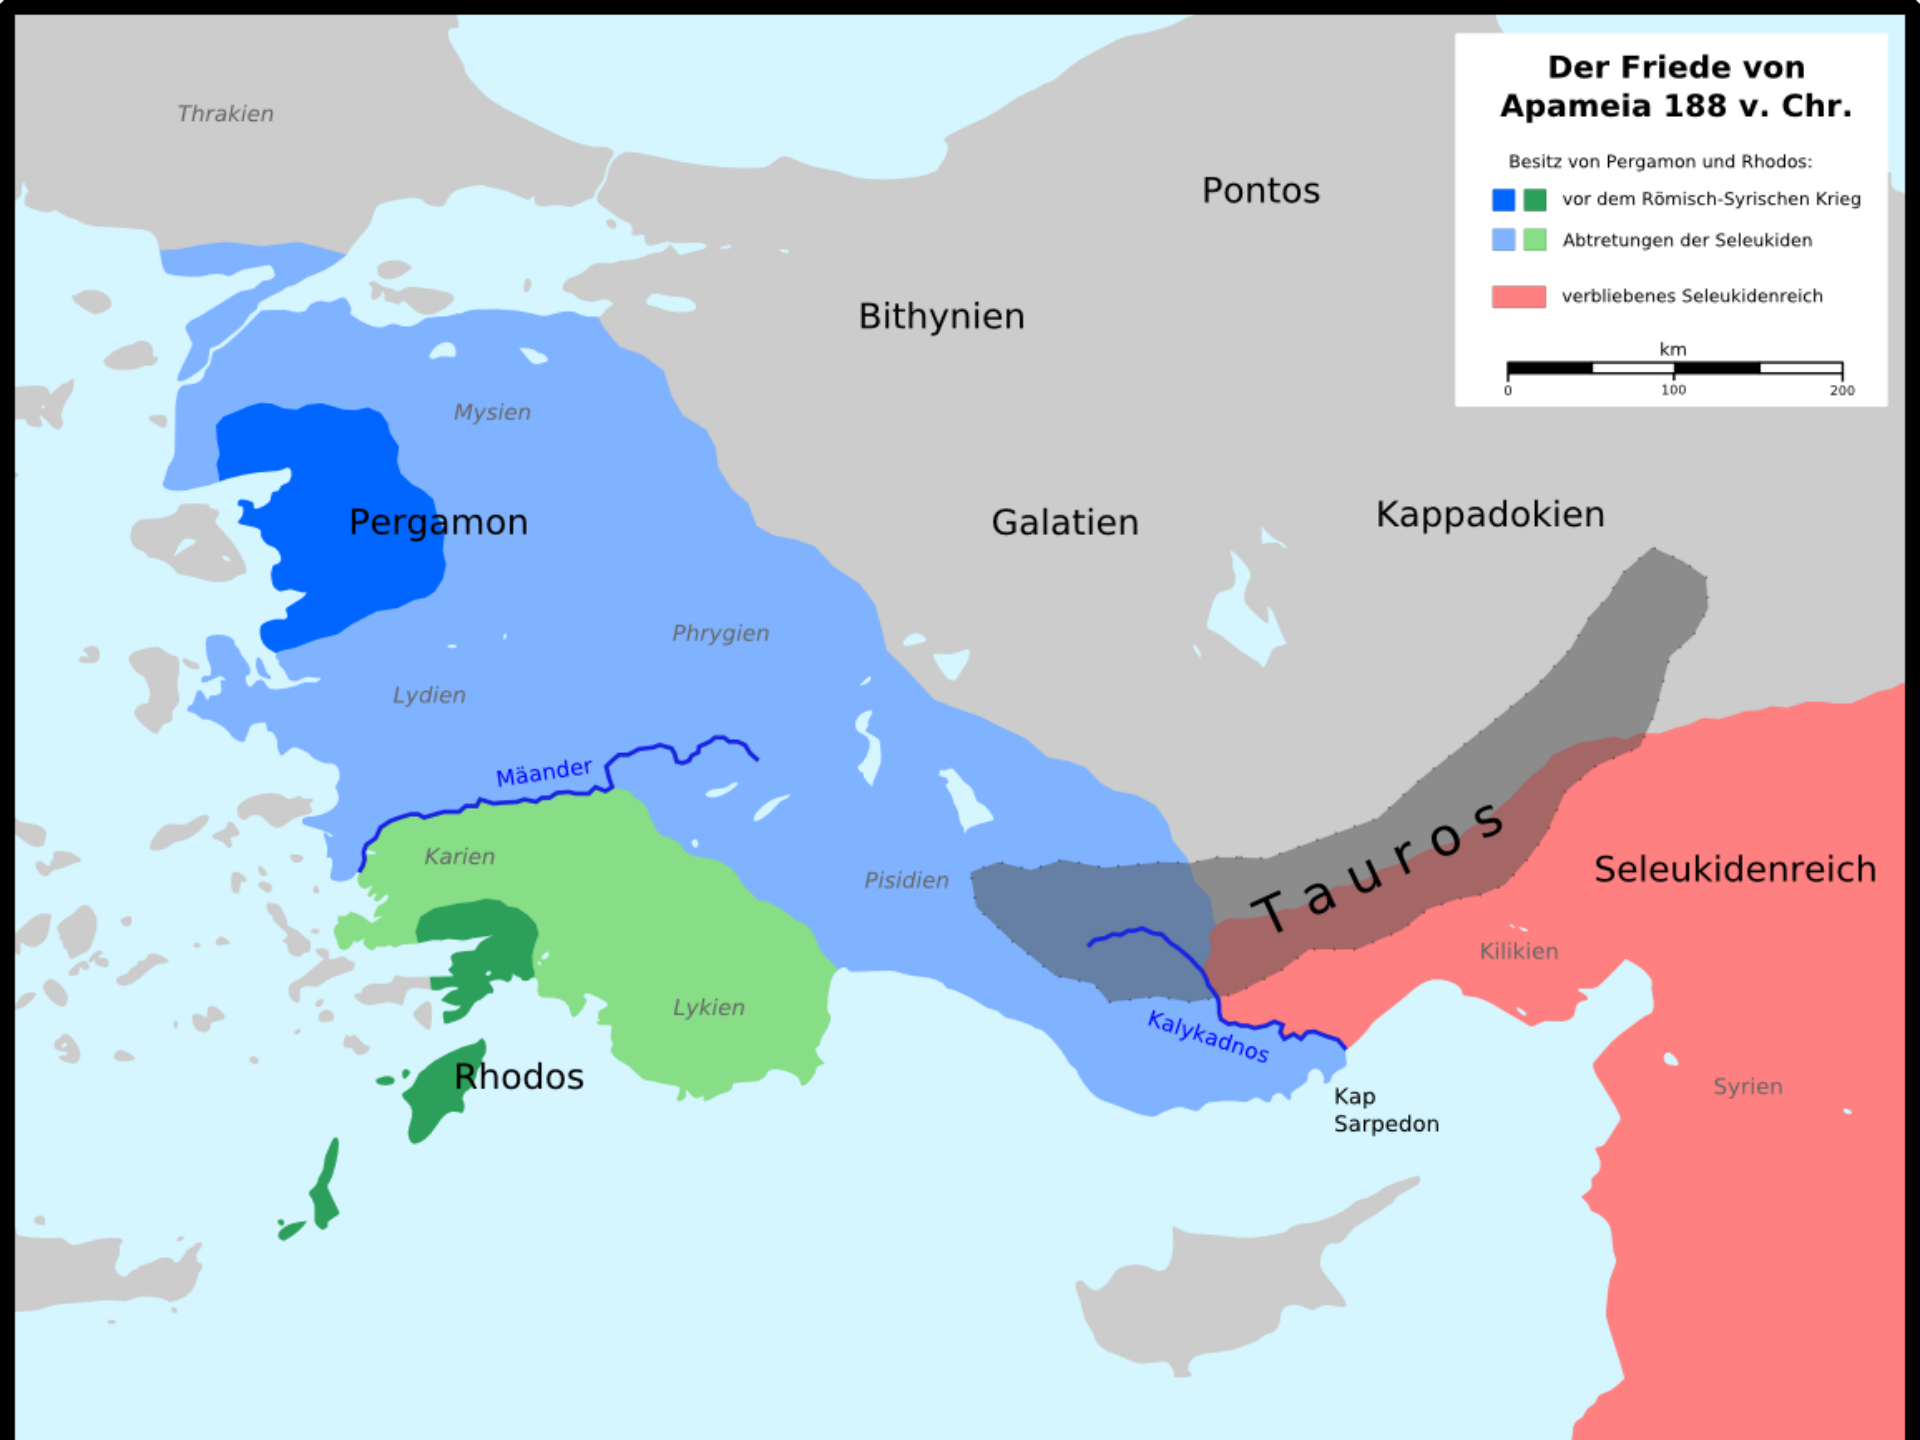 Der Friede von
Apameia 188 v. Chr.
Besitz von Pergamon und Rhodos:
vor dem Römisch-Syrischen Krieg
Abtretungen der Seleukiden
verbliebenes Seleukidenreich
km
0 100 200
Thrakien
Pontos
Bithynien
Mysien
Pergamon
Galatien
Kappadokien
Phrygien
Lydien
Mäander
Karien
Pisidien
Tauros
Seleukidenreich
Kilikien
Lykien
Kalykadnos
Rhodos
Kap
Sarpedon
Syrien